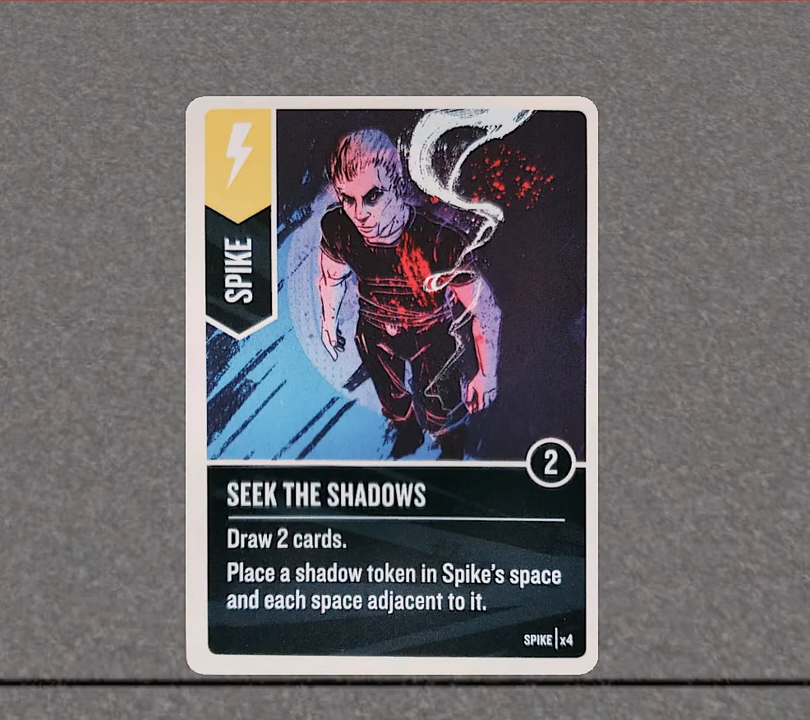 SPIKE
2
SEEK THE SHADOWS
Draw 2 cards.
Place a shadow token in Spike's space
and each space adjacent to it.
SPIKE | x4